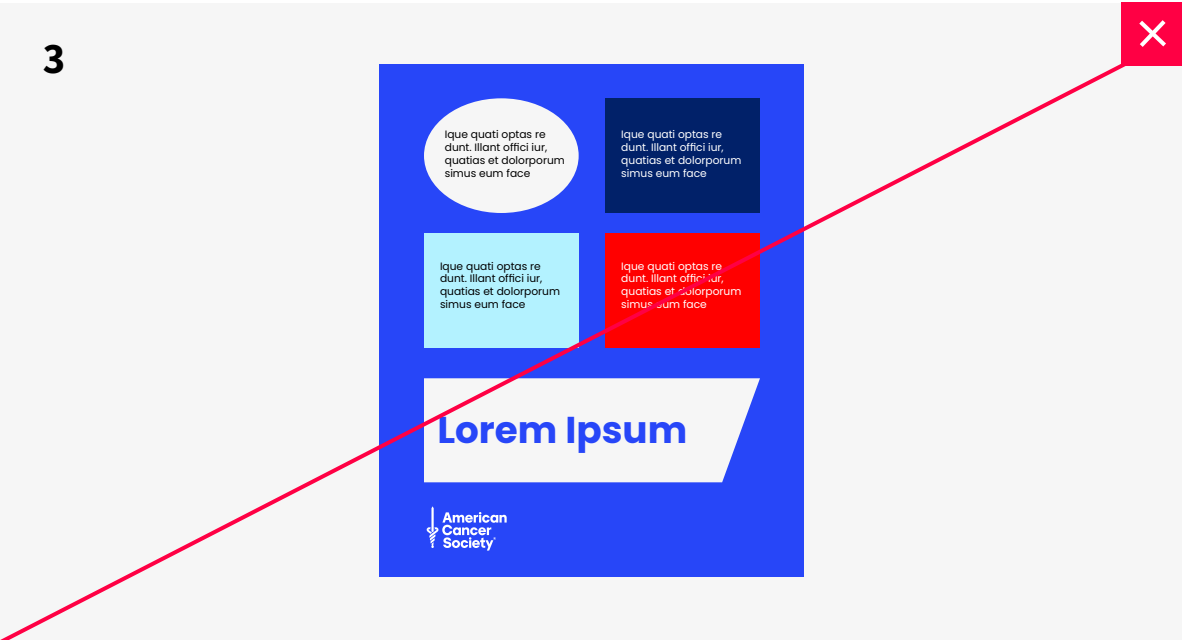 3
Ique quati optas re
dunt. Illant offici iur,
quatias et dolorporum
simus eum face
Ique quati optas re
dunt. Illant offici iur,
quatias et dolorporum
simus eum face
Ique quati optas re
dunt. Illant offici iur,
quatias et dolorporum
simus eum face
Ique quati optas re
dunt. Illant offici iur,
quatias et dolorporum
simus eum face
Lorem Ipsum
American
Cancer
Society